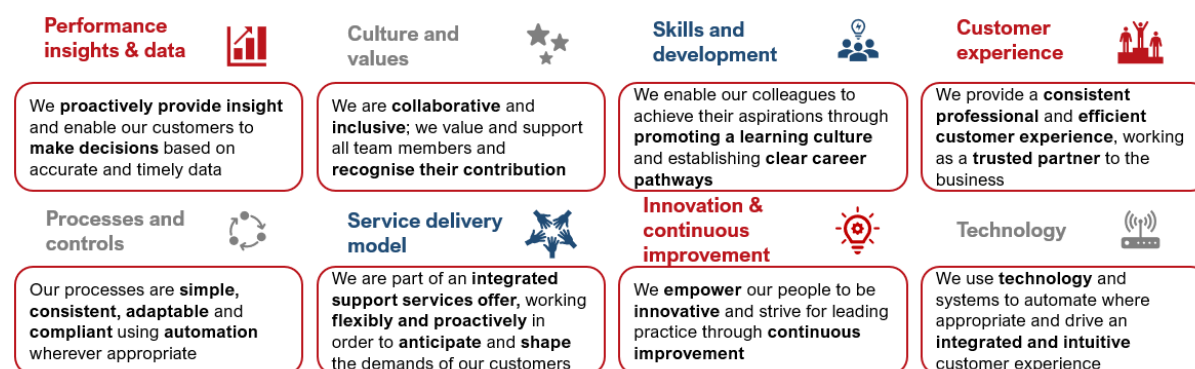 Performance
insights & data
Culture and
values
Skills and
development
Customer
experience
We proactively provide insight
and enable our customers to
make decisions based on
accurate and timely data
We are collaborative and
inclusive; we value and support
all team members and
recognise their contribution
We enable our colleagues to
achieve their aspirations through
promoting a learning culture
and establishing clear career
pathways
We provide a consistent
professional and efficient
customer experience, working
as a trusted partner to the
business
Processes and
controls
Service delivery
model
Innovation &
continuous
improvement
Technology
Our processes are simple,
consistent, adaptable and
compliant using automation
wherever appropriate
We are part of an integrated
support services offer, working
flexibly and proactively in
order to anticipate and shape
the demands of our customers
We empower our people to be
innovative and strive for leading
practice through continuous
improvement
We use technology and
systems to automate where
appropriate and drive an
integrated and intuitive
customer experience